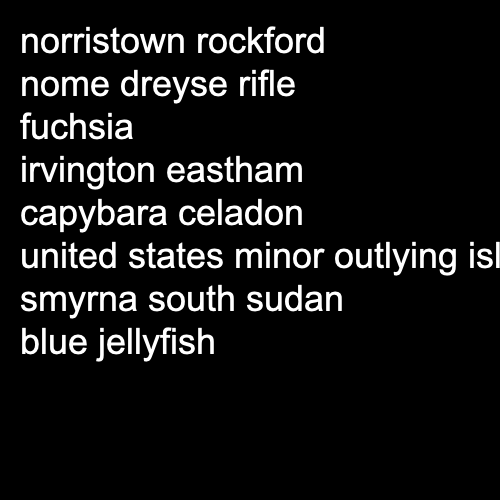 norristown rockford
nome dreyse rifle
fuchsia
irvington eastham
capybara celadon
united states minor outlying
smyrna south sudan
blue jellyfish